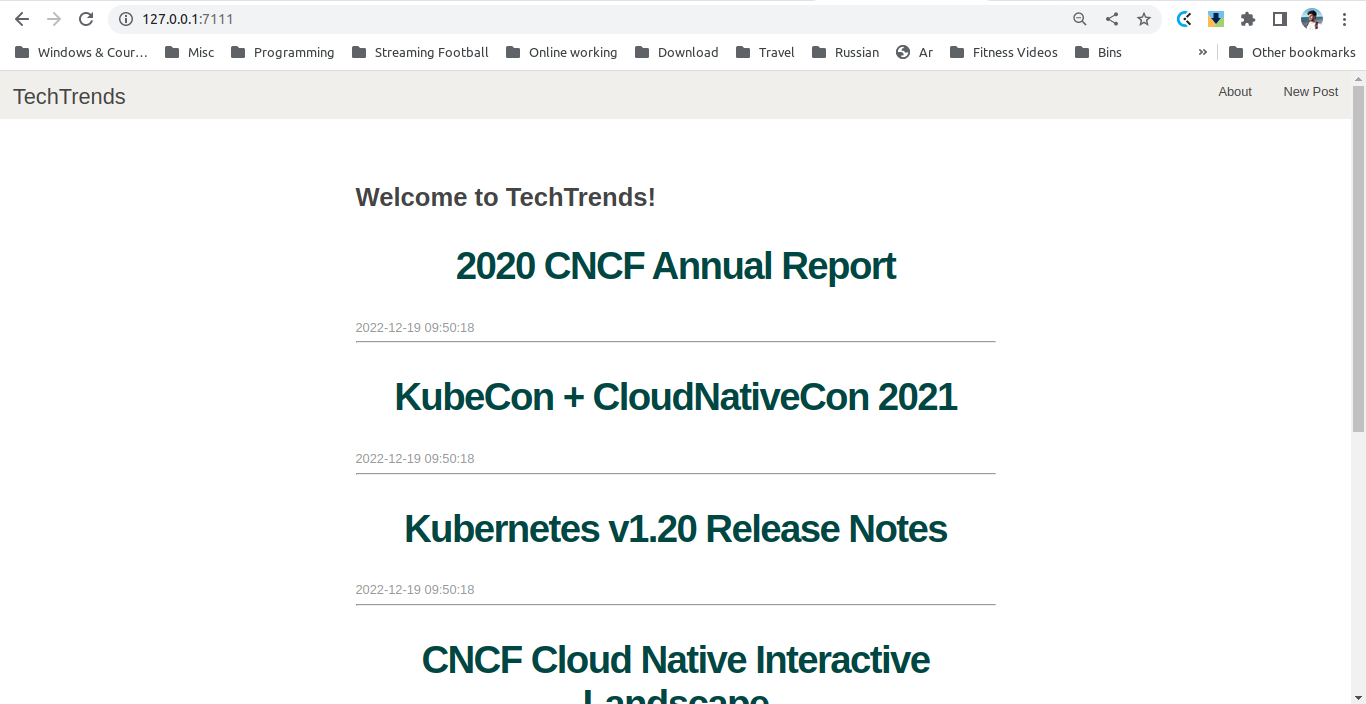 127.0.0.1:7111
Windows & Cour… Misc Programming Streaming Football Online working Download Travel Russian Ar Fitness Videos Bins » Other bookmarks
TechTrends About New Post
Welcome to TechTrends!
2020 CNCF Annual Report
2022-12-19 09:50:18
KubeCon + CloudNativeCon 2021
2022-12-19 09:50:18
Kubernetes v1.20 Release Notes
2022-12-19 09:50:18
CNCF Cloud Native Interactive
Landscape